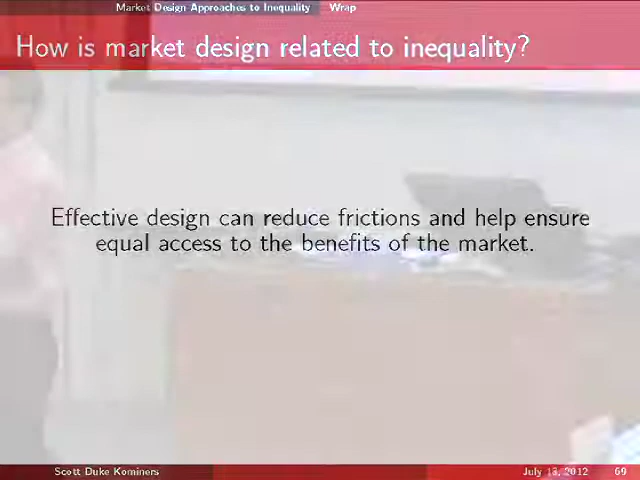 Market Design Approaches to Inequality Wrap
How is market design related to inequality?
Effective design can reduce frictions and help ensure
equal access to the benefits of the market.
Scott Duke Kominers July 13, 2012 69